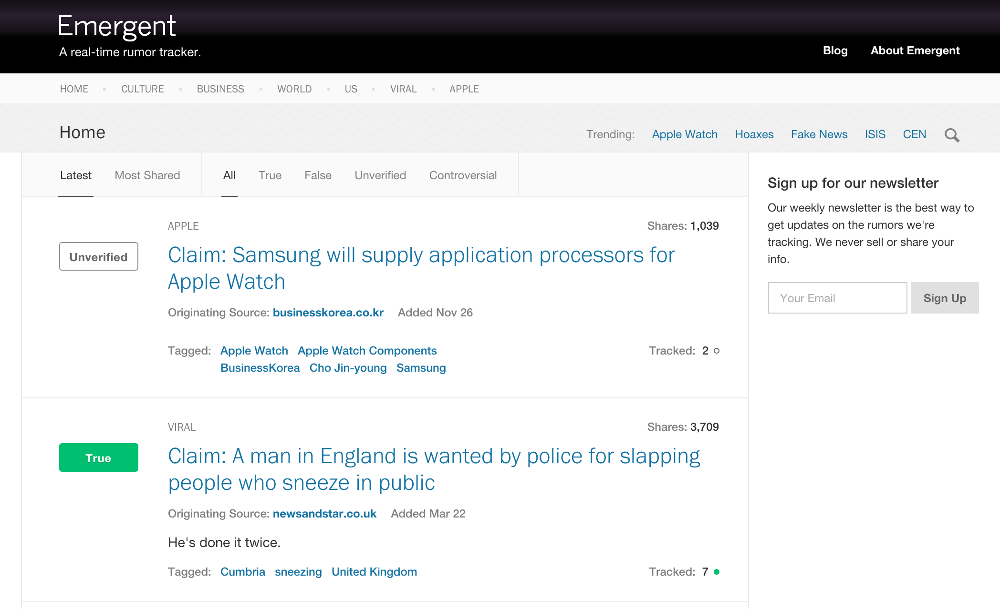 Emergent
A real-time rumor tracker.
Blog About Emergent
HOME CULTURE BUSINESS WORLD US VIRAL APPLE
Home
Trending: Apple Watch Hoaxes Fake News ISIS CEN
Latest Most Shared All True False Unverified Controversial
APPLE
Shares: 1,039
Unverified
Claim: Samsung will supply application processors for
Apple Watch
Originating Source: businesskorea.co.kr Added Nov 26
Tagged: Apple Watch Apple Watch Components
BusinessKorea Cho Jin-young Samsung
Tracked: 2
VIRAL
Shares: 3,709
True
Claim: A man in England is wanted by police for slapping
people who sneeze in public
Originating Source: newsandstar.co.uk Added Mar 22
He's done it twice.
Tagged: Cumbria sneezing United Kingdom
Tracked: 7
Sign up for our newsletter
Our weekly newsletter is the best way to
get updates on the rumors we're
tracking. We never sell or share your
info.
Your Email Sign Up